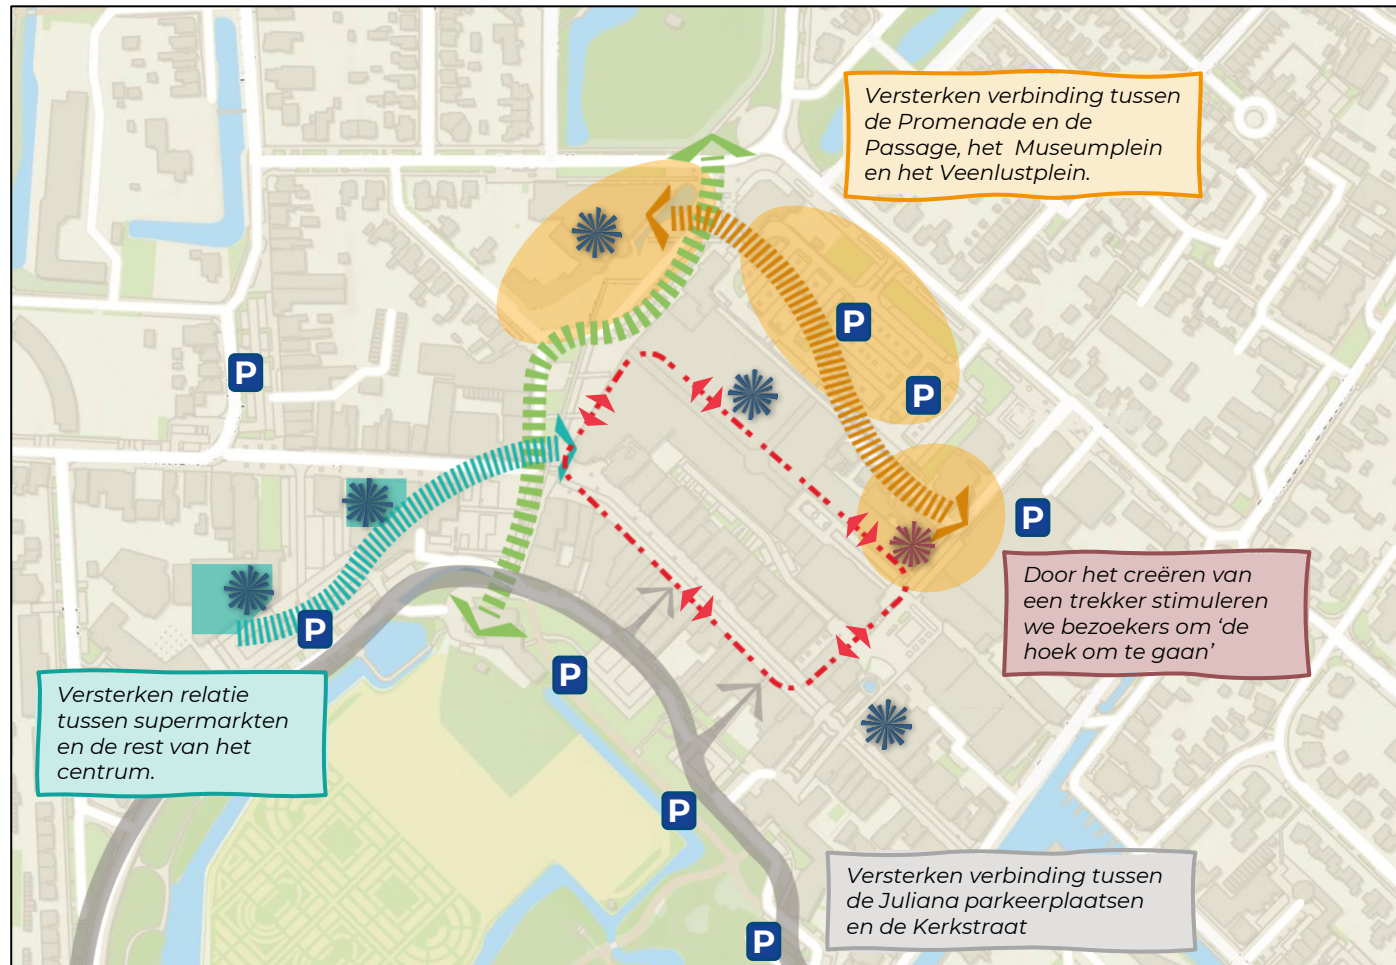 Versterken verbinding tussen
de Promenade en de
Passage, het Museumplein
en het Veenlustplein.
P
P
P
P
Door het creëren van
een trekker stimuleren
we bezoekers om ‘de
hoek om te gaan’
P
P
Versterken relatie
tussen supermarkten
en de rest van het
centrum.
P
Versterken verbinding tussen
de Juliana parkeerplaatsen
en de Kerkstraat
P